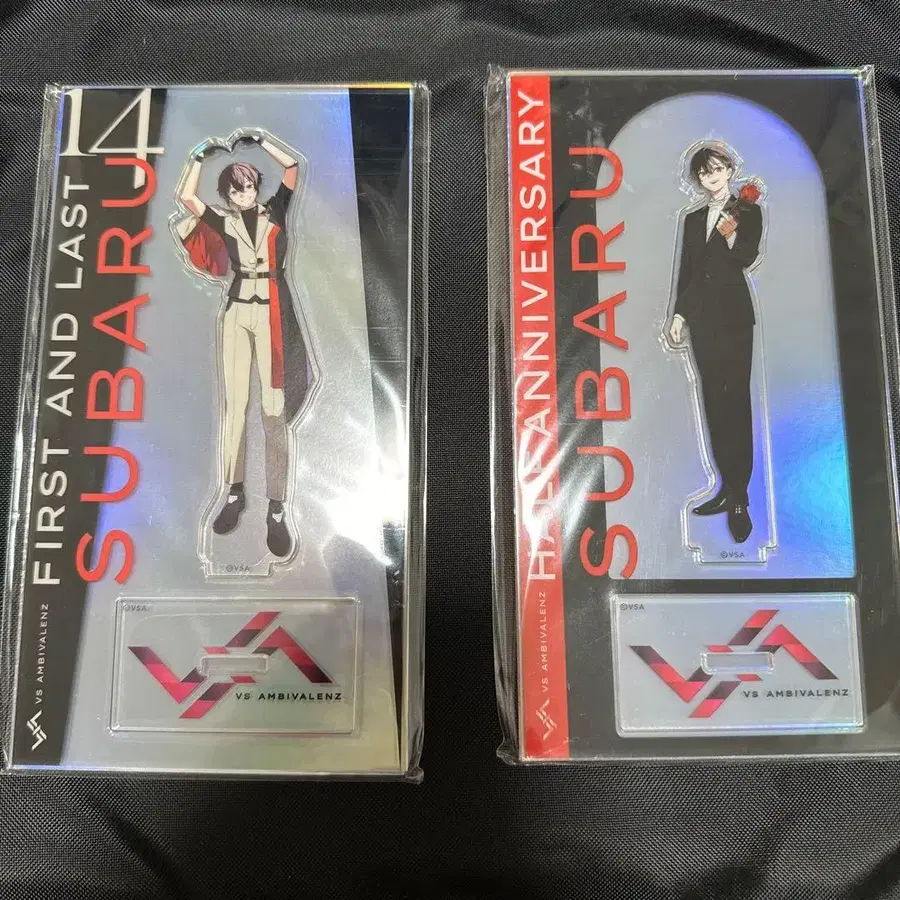 14
FIRST AND LAST
SUBARU
VS AMBIVALENZ
©VSA
©VSA
VS AMBIVALENZ
HALF ANNIVERSARY
SUBARU
VS AMBIVALENZ
©VSA
©VSA
VS AMBIVALENZ